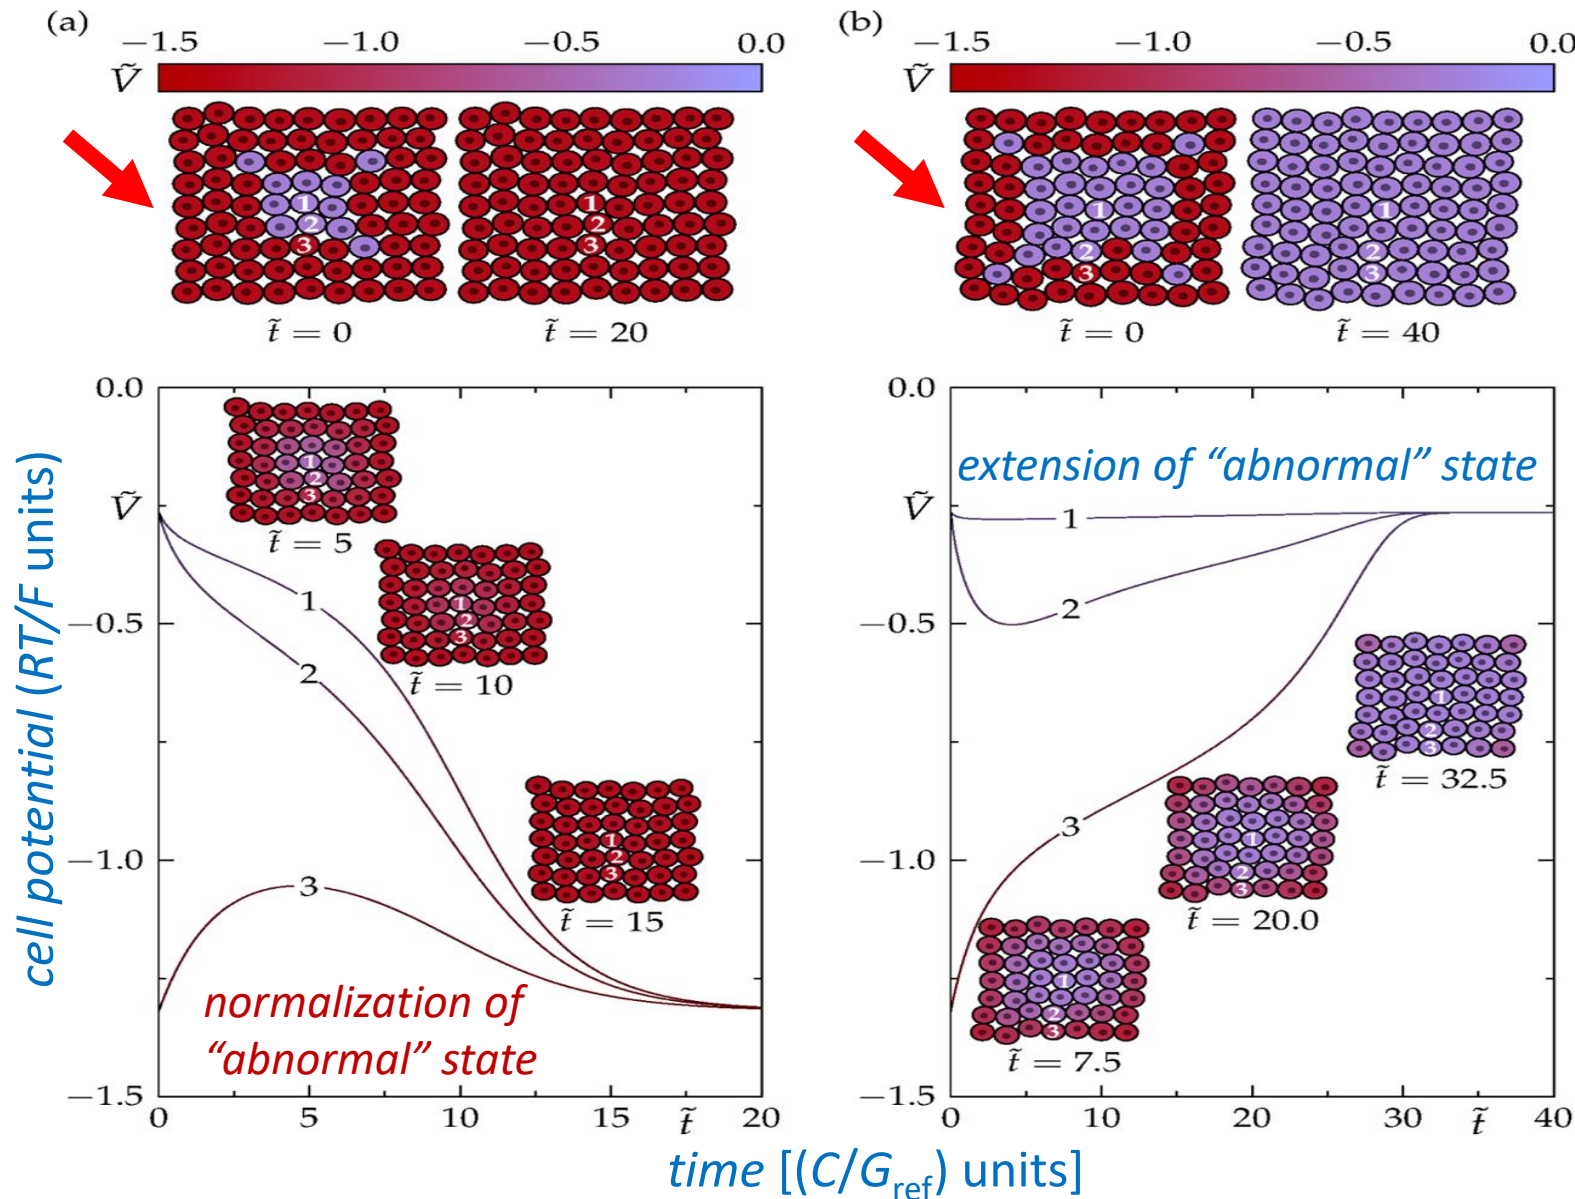 (a)
−1.5 −1.0 −0.5 0.0
Ṽ
1
2
3
1
2
3
t̃ = 0
t̃ = 20
(b)
−1.5 −1.0 −0.5 0.0
Ṽ
1
2
3
1
2
3
t̃ = 0
t̃ = 40
cell potential (RT/F units)
0.0
Ṽ
−0.5
−1.0
−1.5
1
2
3
t̃ = 5
1
2
3
t̃ = 10
1
2
3
t̃ = 15
1
2
3
normalization of
“abnormal” state
0 5 10 15 t̃ 20
0.0
Ṽ
−0.5
−1.0
−1.5
extension of “abnormal” state
1
2
3
1
2
3
t̃ = 32.5
1
2
3
t̃ = 20.0
1
2
3
t̃ = 7.5
0 10 20 30 t̃ 40
time [(C/G_ref) units]